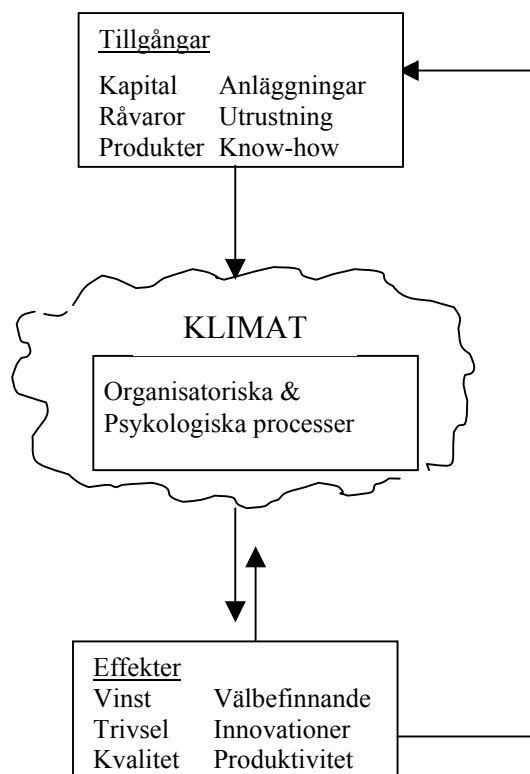 Tillgångar
Kapital Anläggningar
Råvaror Utrustning
Produkter Know-how
KLIMAT
Organisatoriska &
Psykologiska processer
Effekter
Vinst Välbefinnande
Trivsel Innovationer
Kvalitet Produktivitet